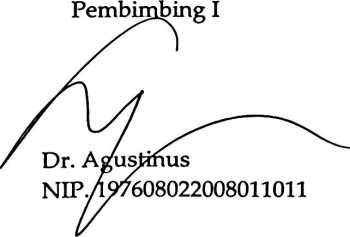 Pembimbing I
Dr. Agustinus
NIP. 197608022008011011